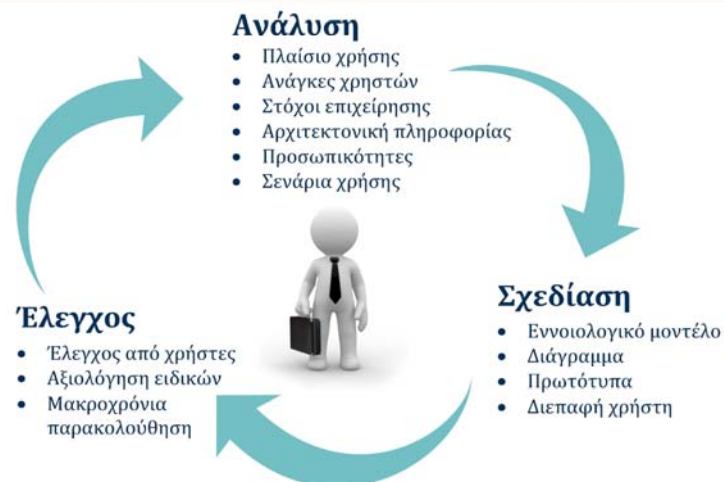 Ανάλυση
• Πλαίσιο χρήσης
• Ανάγκες χρηστών
• Στόχοι επιχείρησης
• Αρχιτεκτονική πληροφορίας
• Προσωπικότητες
• Σενάρια χρήσης
Σχεδίαση
• Εννοιολογικό μοντέλο
• Διάγραμμα
• Πρωτότυπα
• Διεπαφή χρήστη
Έλεγχος
• Έλεγχος από χρήστες
• Αξιολόγηση ειδικών
• Μακροχρόνια
παρακολούθηση